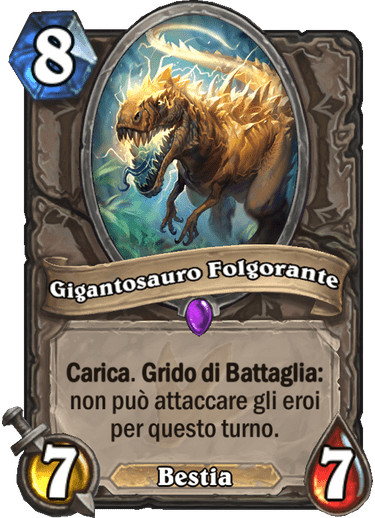 8
Gigantosauro Folgorante
Carica. Grido di Battaglia:
non può attaccare gli eroi
per questo turno.
7
Bestia
7